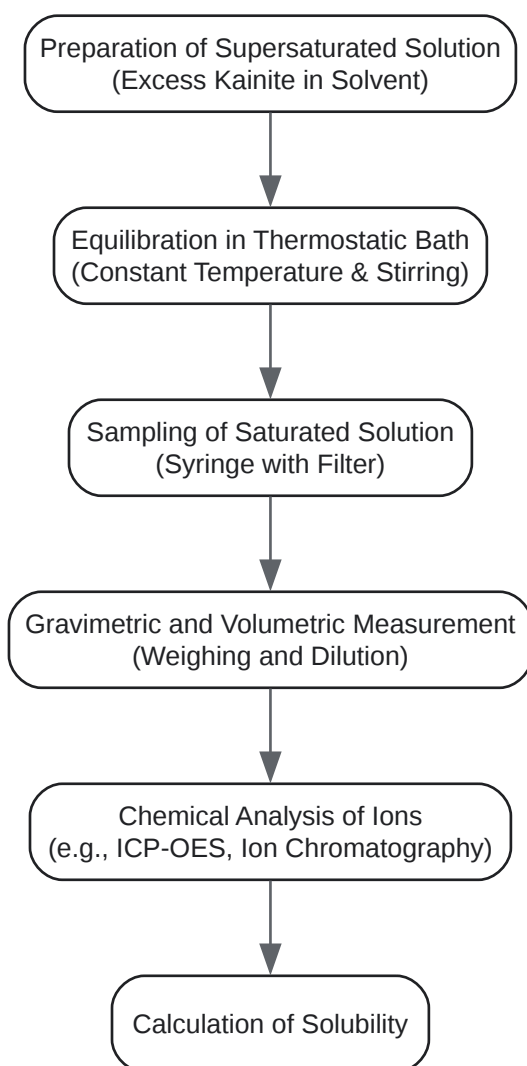 Preparation of Supersaturated Solution
(Excess Kainite in Solvent)
Equilibration in Thermostatic Bath
(Constant Temperature & Stirring)
Sampling of Saturated Solution
(Syringe with Filter)
Gravimetric and Volumetric Measurement
(Weighing and Dilution)
Chemical Analysis of Ions
(e.g., ICP-OES, Ion Chromatography)
Calculation of Solubility